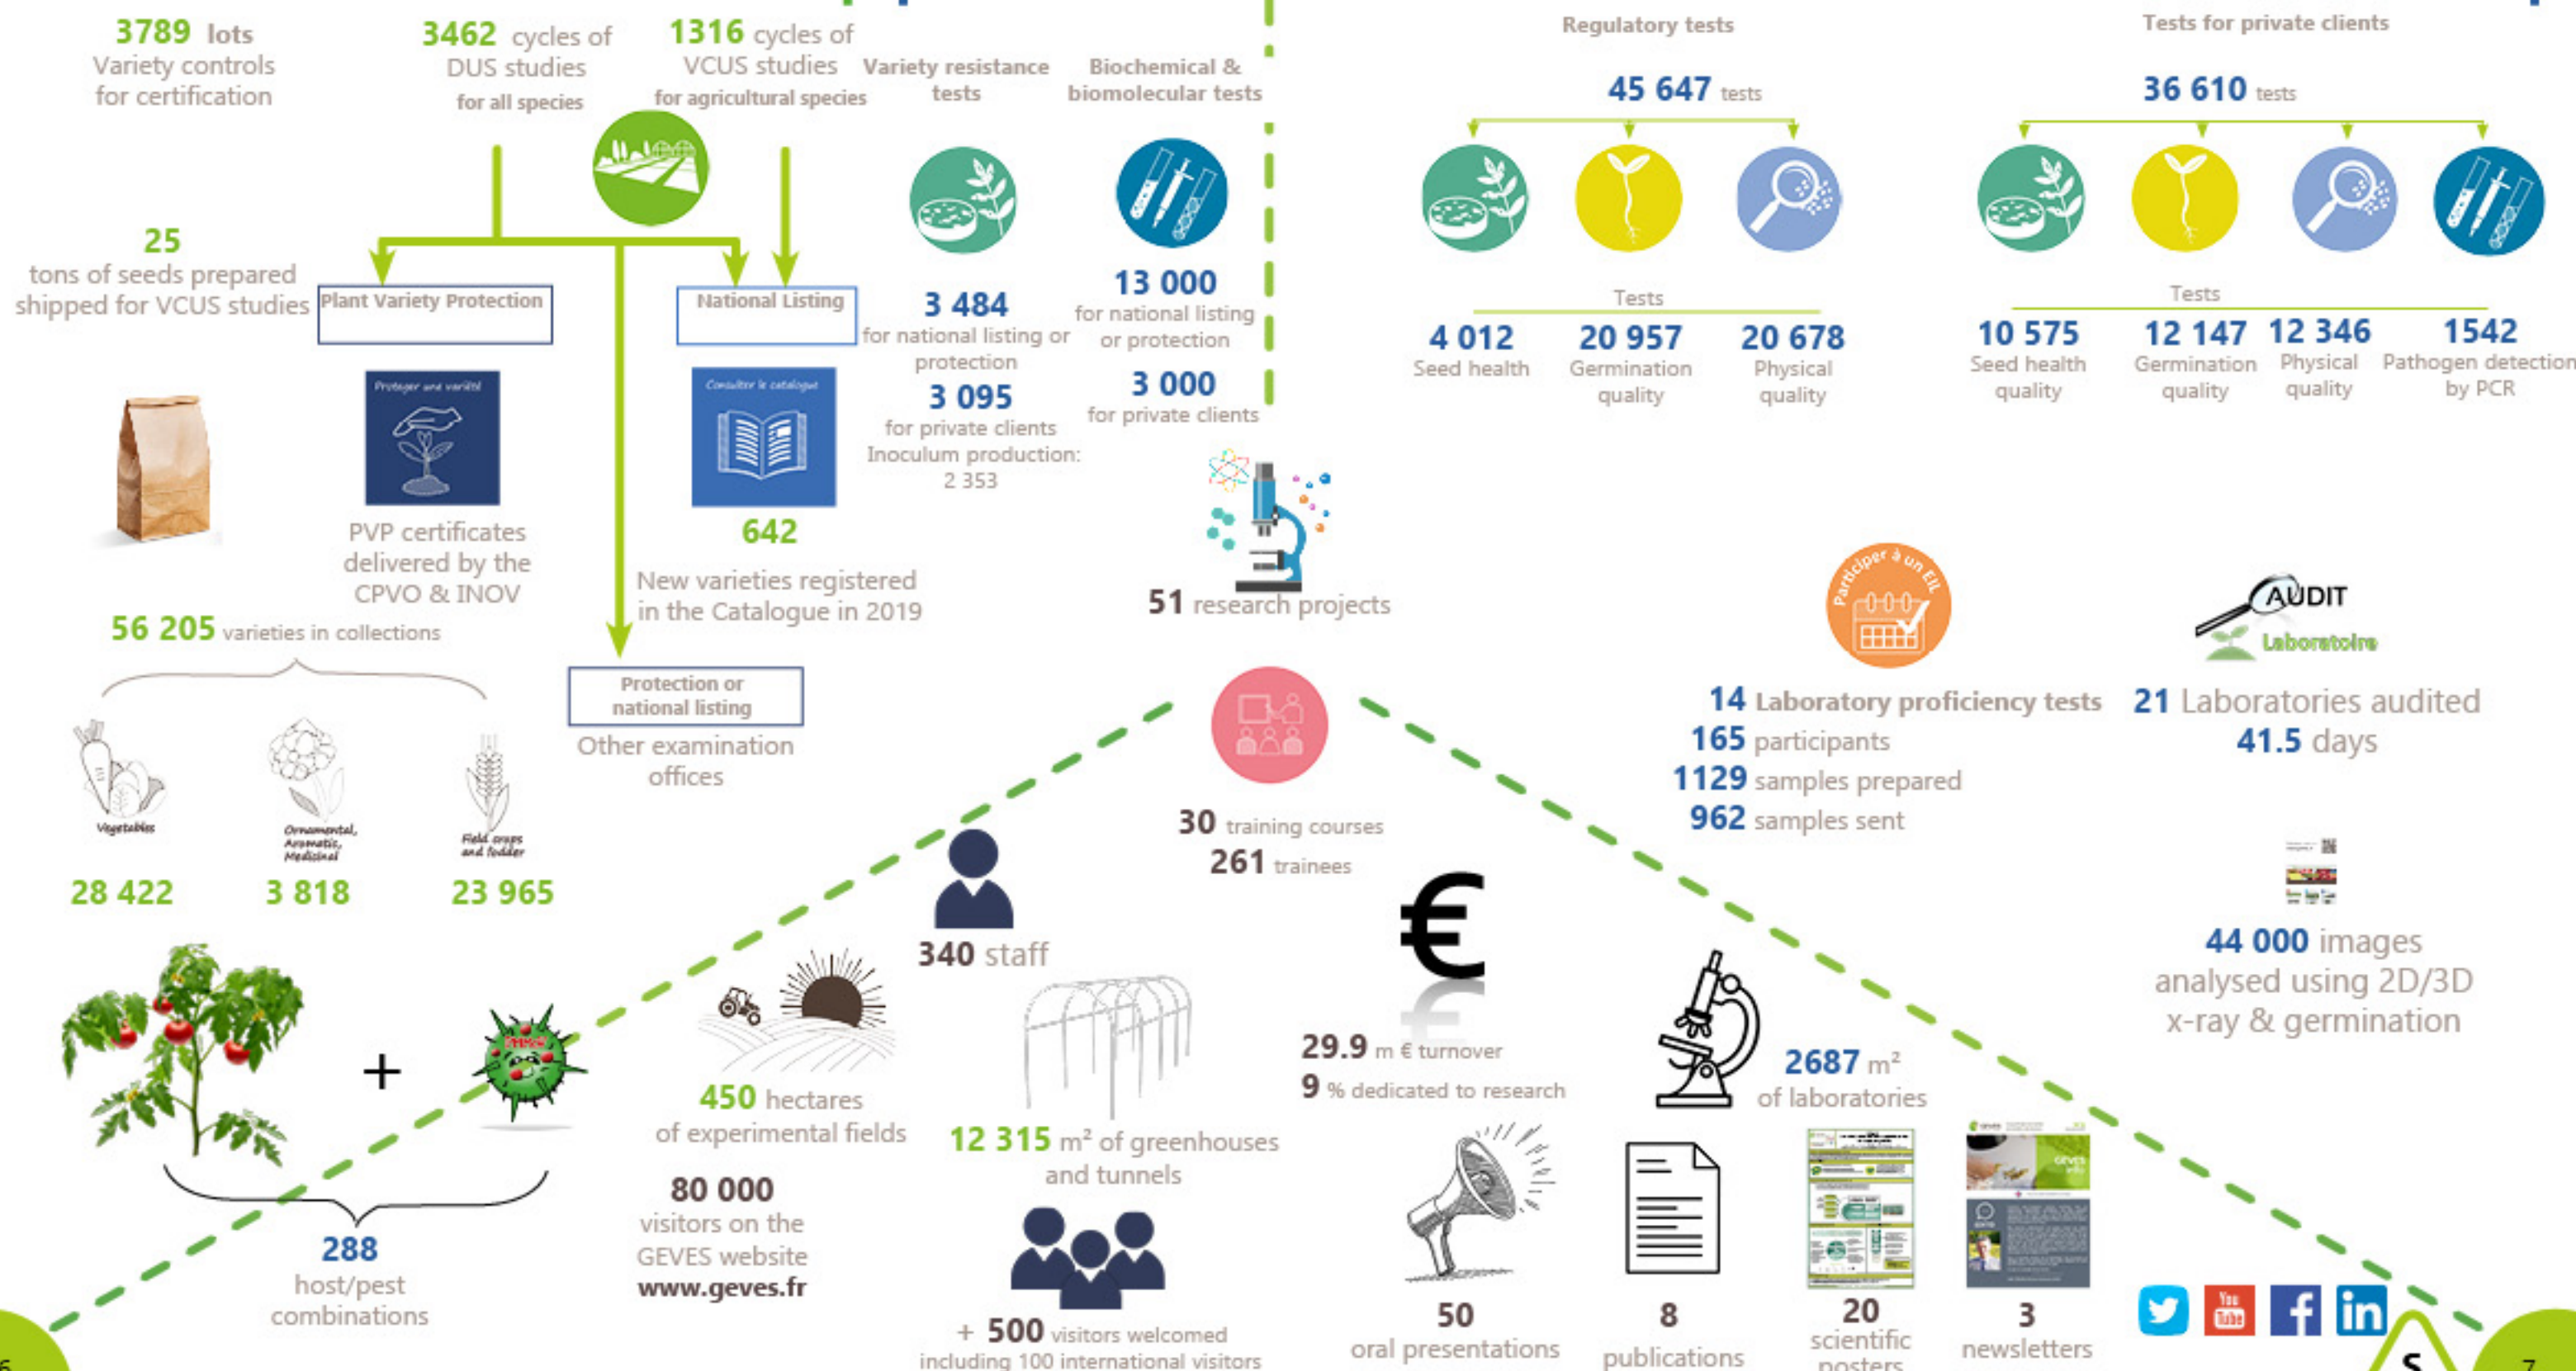 3789 lots
Variety controls
for certification
3462 cycles of
DUS studies
for all species
1316 cycles of
VCUS studies
for agricultural species
Variety resistance
tests
Biochemical &
biomolecular tests
25
tons of seeds prepared
shipped for VCUS studies
Plant Variety Protection
National Listing
Protéger une variété
Consulter le catalogue
3 484
for national listing or
protection
3 095
for private clients
Inoculum production:
2 353
13 000
for national listing
or protection
3 000
for private clients
PVP certificates
delivered by the
CPVO & INOV
642
New varieties registered
in the Catalogue in 2019
56 205 varieties in collections
Protection or
national listing
Other examination
offices
Vegetables
Ornamental,
Aromatic,
Medicinal
Field crops
and fodder
28 422
3 818
23 965
+
288
host/pest
combinations
Regulatory tests
45 647 tests
Tests
4 012
Seed health
20 957
Germination
quality
20 678
Physical
quality
Tests for private clients
36 610 tests
Tests
10 575
Seed health
quality
12 147
Germination
quality
12 346
Physical
quality
1542
Pathogen detection
by PCR
51 research projects
30 training courses
261 trainees
Participer à un EIL
14 Laboratory proficiency tests
165 participants
1129 samples prepared
962 samples sent
AUDIT
Laboratoire
21 Laboratories audited
41.5 days
44 000 images
analysed using 2D/3D
x-ray & germination
340 staff
450 hectares
of experimental fields
80 000
visitors on the
GEVES website
www.geves.fr
12 315 m² of greenhouses
and tunnels
+ 500 visitors welcomed
including 100 international visitors
€
29.9 m € turnover
9 % dedicated to research
2687 m²
of laboratories
50
oral presentations
8
publications
20
scientific
posters
3
newsletters
You
Tube
f
in
S
6
7